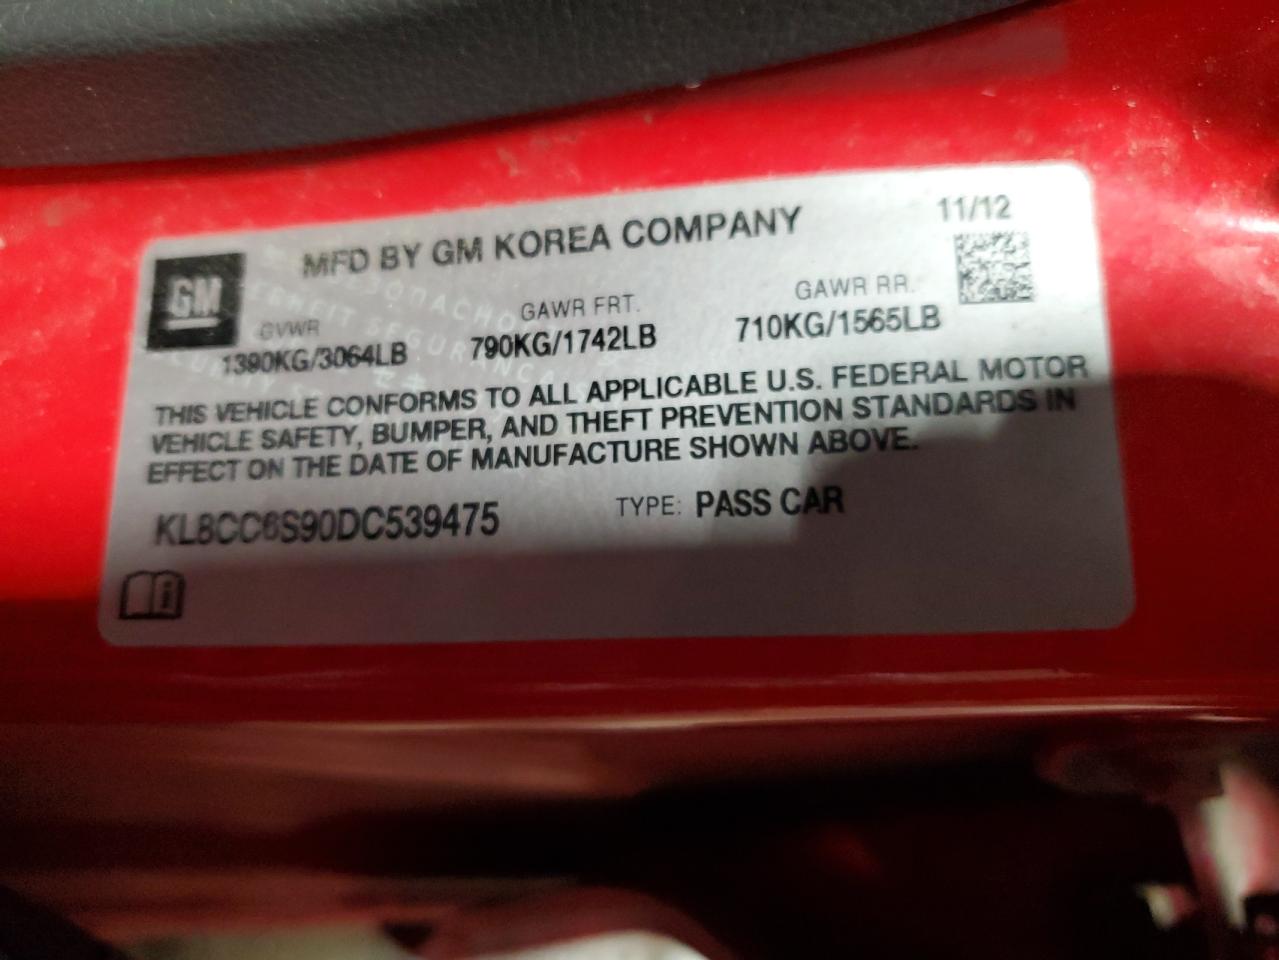 MFD BY GM KOREA COMPANY
11/12
GM
GVWR
GAWR FRT.
GAWR RR.
1390KG/3064LB
790KG/1742LB
710KG/1565LB
THIS VEHICLE CONFORMS TO ALL APPLICABLE U.S. FEDERAL MOTOR
VEHICLE SAFETY, BUMPER, AND THEFT PREVENTION STANDARDS IN
EFFECT ON THE DATE OF MANUFACTURE SHOWN ABOVE.
KL8CC6S90DC539475
TYPE: PASS CAR